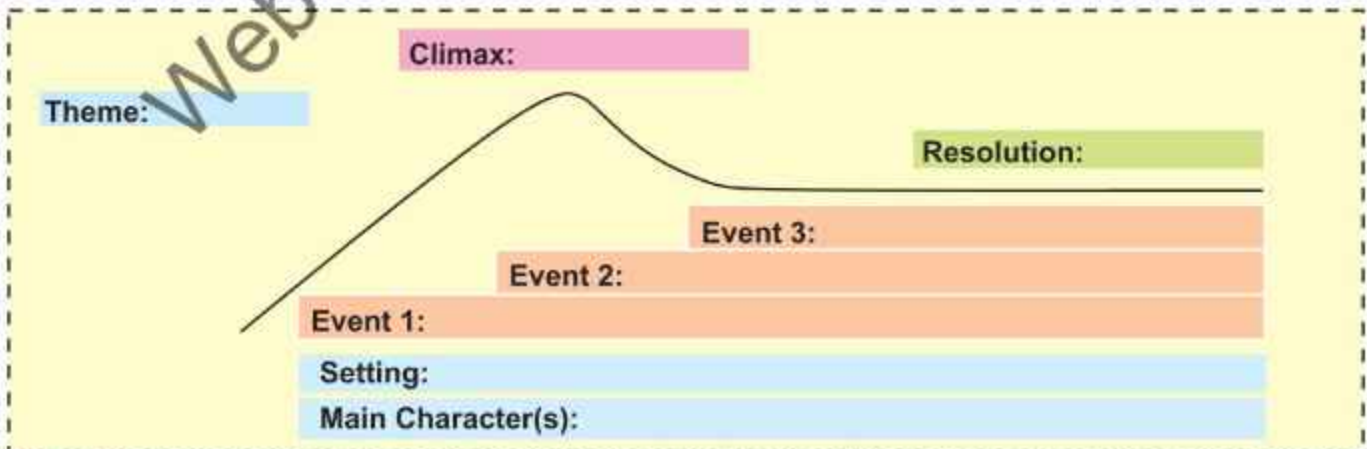 Web
Climax:
Theme:
Resolution:
Event 3:
Event 2:
Event 1:
Setting:
Main Character(s):